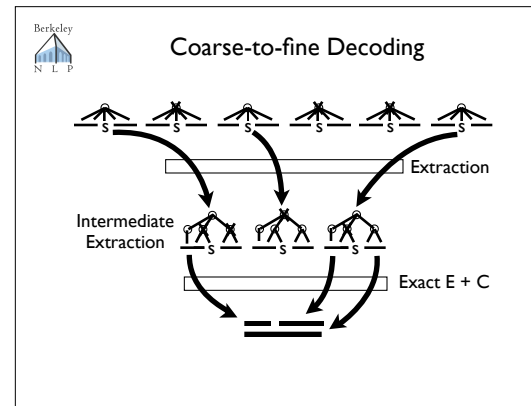 Berkeley
N L P
Coarse-to-fine Decoding
S S S S S S
Extraction
Intermediate
Extraction
S S S
Exact E + C